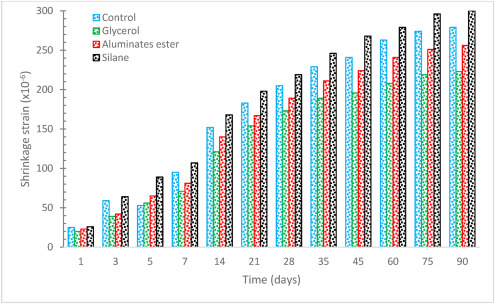 Control
Glycerol
Aluminates ester
Silane
Shrinkage strain (x10⁻⁶)
300
250
200
150
100
50
0
1 3 5 7 14 21 28 35 45 60 75 90
Time (days)